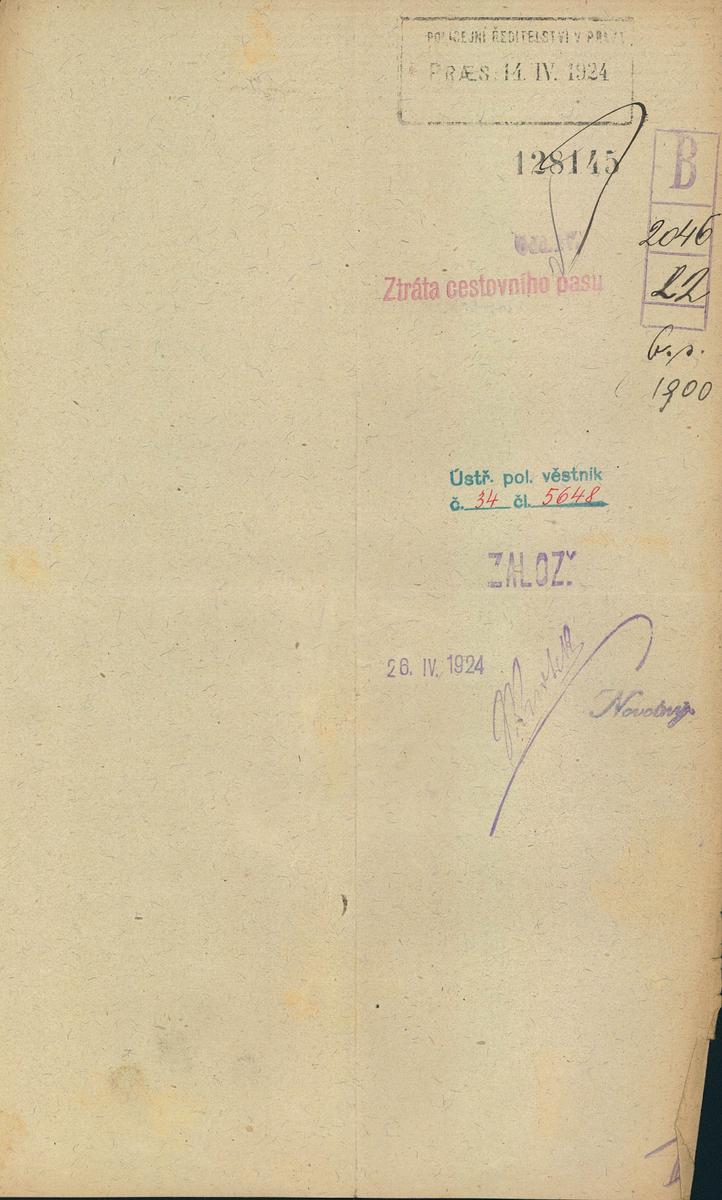 POLICEJNÍ ŘEDITELSTVÍ V PRAZE
PRÆS. 14. IV. 1924
128145
B
2046
22
Ztráta cestovního pasu
1900
Ústř. pol. věstník
č. 34 čl. 5648
ZALOŽ.
26. IV. 1924
Novotný